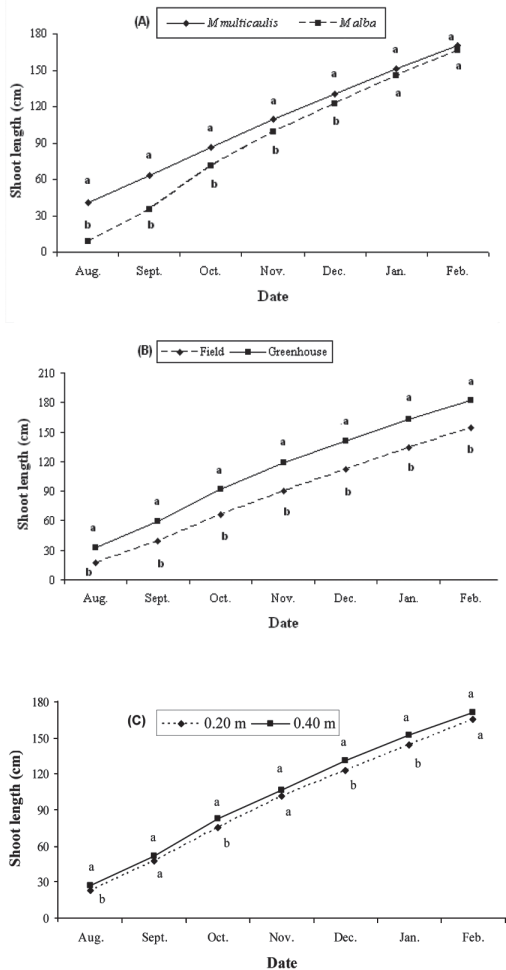 (A) M multicaulis M alba
180
150
120
90
60
30
0
Shoot length (cm)
a a a a a a a
b b b b b a a
Aug. Sept. Oct. Nov. Dec. Jan. Feb.
Date
(B) Field Greenhouse
210
180
150
120
90
60
30
0
Shoot length (cm)
a a a a a a a
b b b b b b b
Aug. Sept. Oct. Nov. Dec. Jan. Feb.
Date
(C) 0.20 m 0.40 m
180
150
120
90
60
30
0
Shoot length (cm)
a a a a a a a
b a b a b b a
Aug. Sept. Oct. Nov. Dec. Jan. Feb.
Date